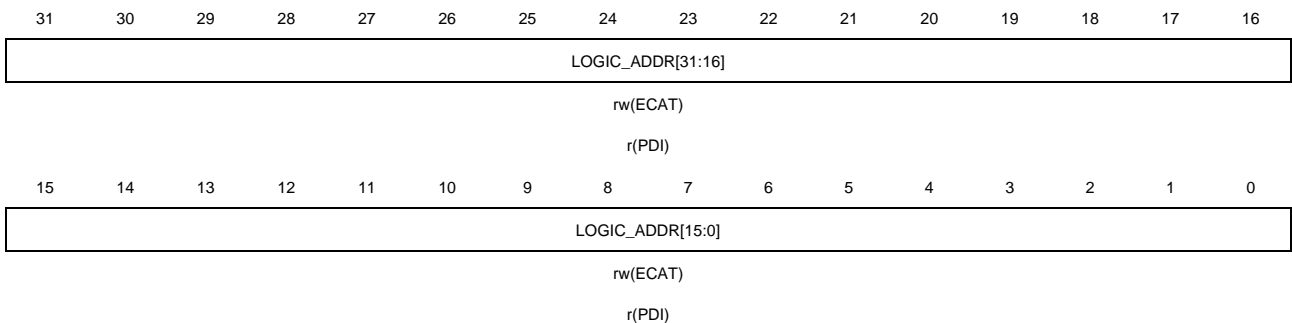 31 30 29 28 27 26 25 24 23 22 21 20 19 18 17 16
LOGIC_ADDR[31:16]
rw(ECAT)
r(PDI)
15 14 13 12 11 10 9 8 7 6 5 4 3 2 1 0
LOGIC_ADDR[15:0]
rw(ECAT)
r(PDI)